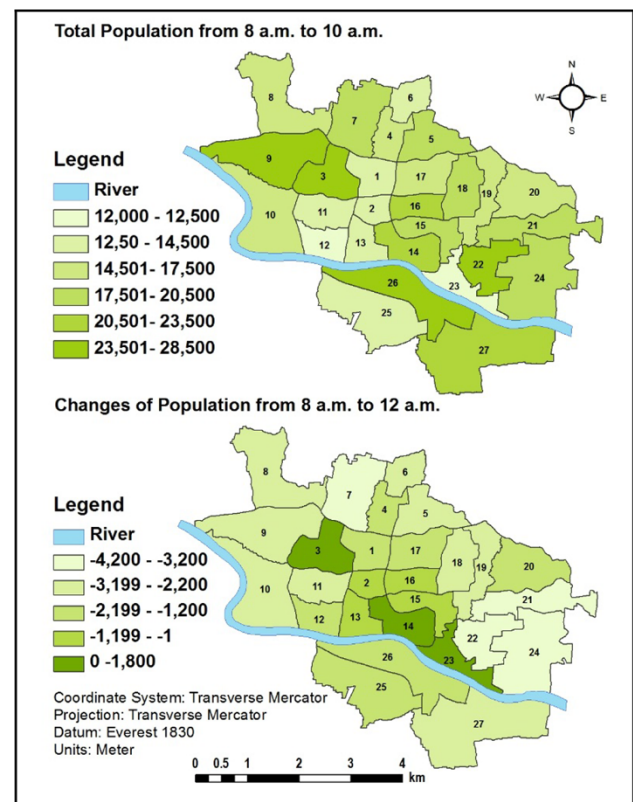 Total Population from 8 a.m. to 10 a.m.
N
W E
S
6
8
7
4
5
9
3
1
17
18
19
20
10
11
2
16
15
21
12
13
14
22
24
23
26
25
27
Legend
River
12,000 - 12,500
12,50 - 14,500
14,501- 17,500
17,501- 20,500
20,501- 23,500
23,501- 28,500
Changes of Population from 8 a.m. to 12 a.m.
8
6
7
4
5
9
3
1
17
18
19
20
10
11
2
16
15
21
12
13
14
22
24
23
26
25
27
Legend
River
-4,200 - -3,200
-3,199 - -2,200
-2,199 - -1,200
-1,199 - -1
0 -1,800
Coordinate System: Transverse Mercator
Projection: Transverse Mercator
Datum: Everest 1830
Units: Meter
0 0.5 1 2 3 4
km